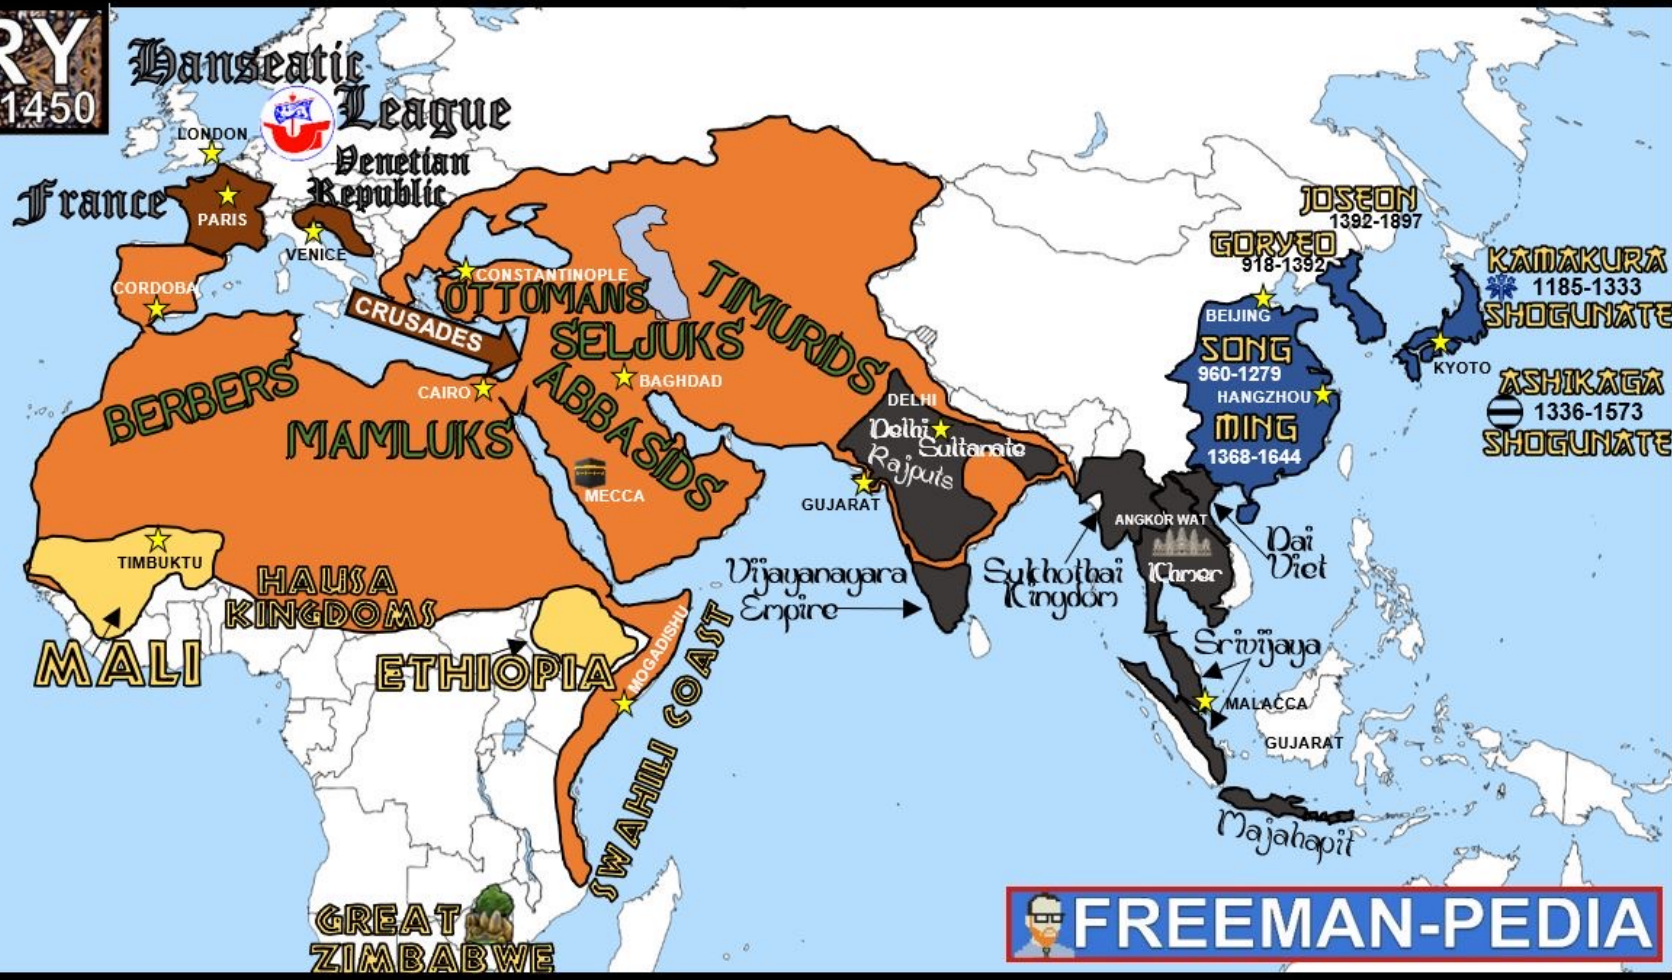 RY
1450
Hanseatic
League
LONDON
Venetian
Republic
France
PARIS
VENICE
CORDOBA
CONSTANTINOPLE
OTTOMANS
CRUSADES
SELJUKS
TIMURIDS
BERBERS
CAIRO
BAGHDAD
MAMLUKS
ABBASIDS
MECCA
TIMBUKTU
HAUSA
KINGDOMS
MALI
ETHIOPIA
MOGADISHU
SWAHILI COAST
GREAT
ZIMBABWE
DELHI
Delhi
Sultanate
Rajputs
GUJARAT
Vijayanagara
Empire
Sukhothai
Kingdom
ANGKOR WAT
Khmer
Dai
Viet
Srivijaya
MALACCA
GUJARAT
Majahapit
JOSEON
1392-1897
GORYEO
918-1392
BEIJING
SONG
960-1279
HANGZHOU
MING
1368-1644
KAMAKURA
1185-1333
SHOGUNATE
KYOTO
ASHIKAGA
1336-1573
SHOGUNATE
FREEMAN-PEDIA